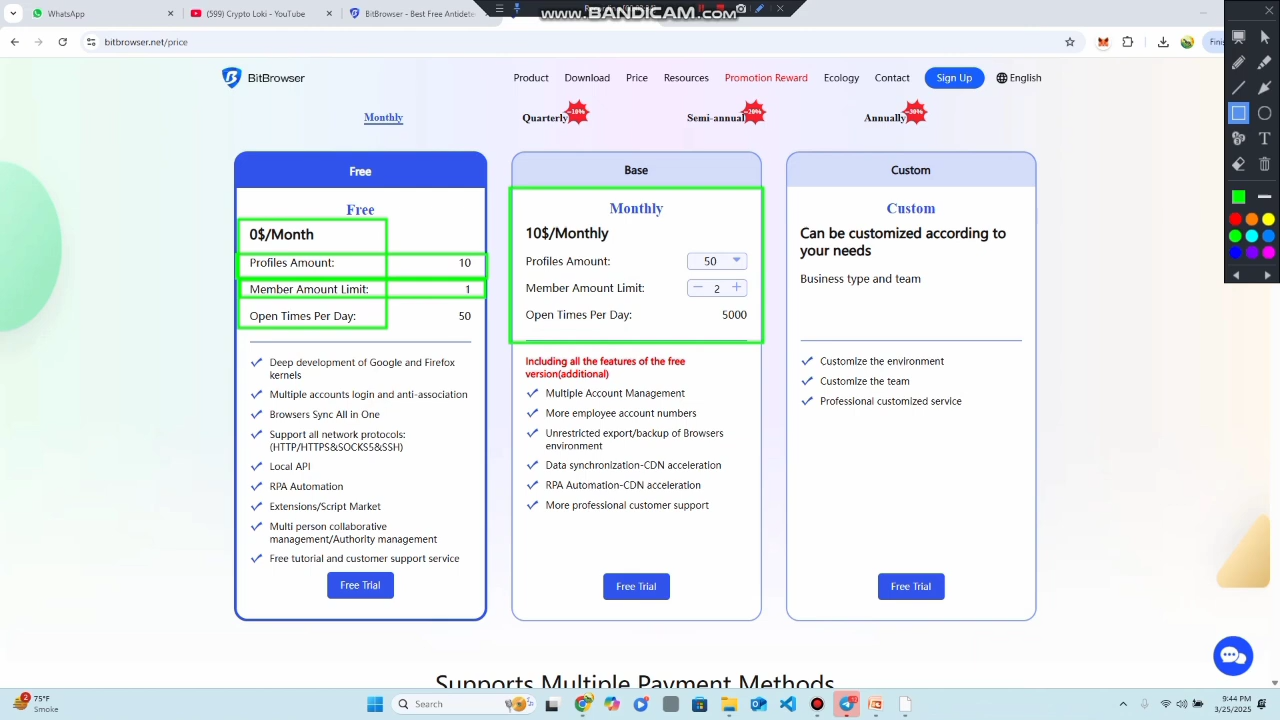 WhatsApp
(599) Crypto Loki - YouTube
BitBrowser - Best Free Antidete
www.BANDICAM.com
bitbrowser.net/price
Finis
BitBrowser
Product Download Price Resources Promotion Reward Ecology Contact Sign Up English
Monthly Quarterly -10% Semi-annual -20% Annually -30%
Free
Free
0$/Month
Profiles Amount: 10
Member Amount Limit: 1
Open Times Per Day: 50
Deep development of Google and Firefox
kernels
Multiple accounts login and anti-association
Browsers Sync All in One
Support all network protocols:
(HTTP/HTTPS&SOCKS5&SSH)
Local API
RPA Automation
Extensions/Script Market
Multi person collaborative
management/Authority management
Free tutorial and customer support service
Free Trial
Base
Monthly
10$/Monthly
Profiles Amount: 50
Member Amount Limit: 2
Open Times Per Day: 5000
Including all the features of the free
version(additional)
Multiple Account Management
More employee account numbers
Unrestricted export/backup of Browsers
environment
Data synchronization-CDN acceleration
RPA Automation-CDN acceleration
More professional customer support
Free Trial
Custom
Custom
Can be customized according to
your needs
Business type and team
Customize the environment
Customize the team
Professional customized service
Free Trial
Supports Multiple Payment Methods
2
75°F
Smoke
Search
9:44 PM
3/25/2025